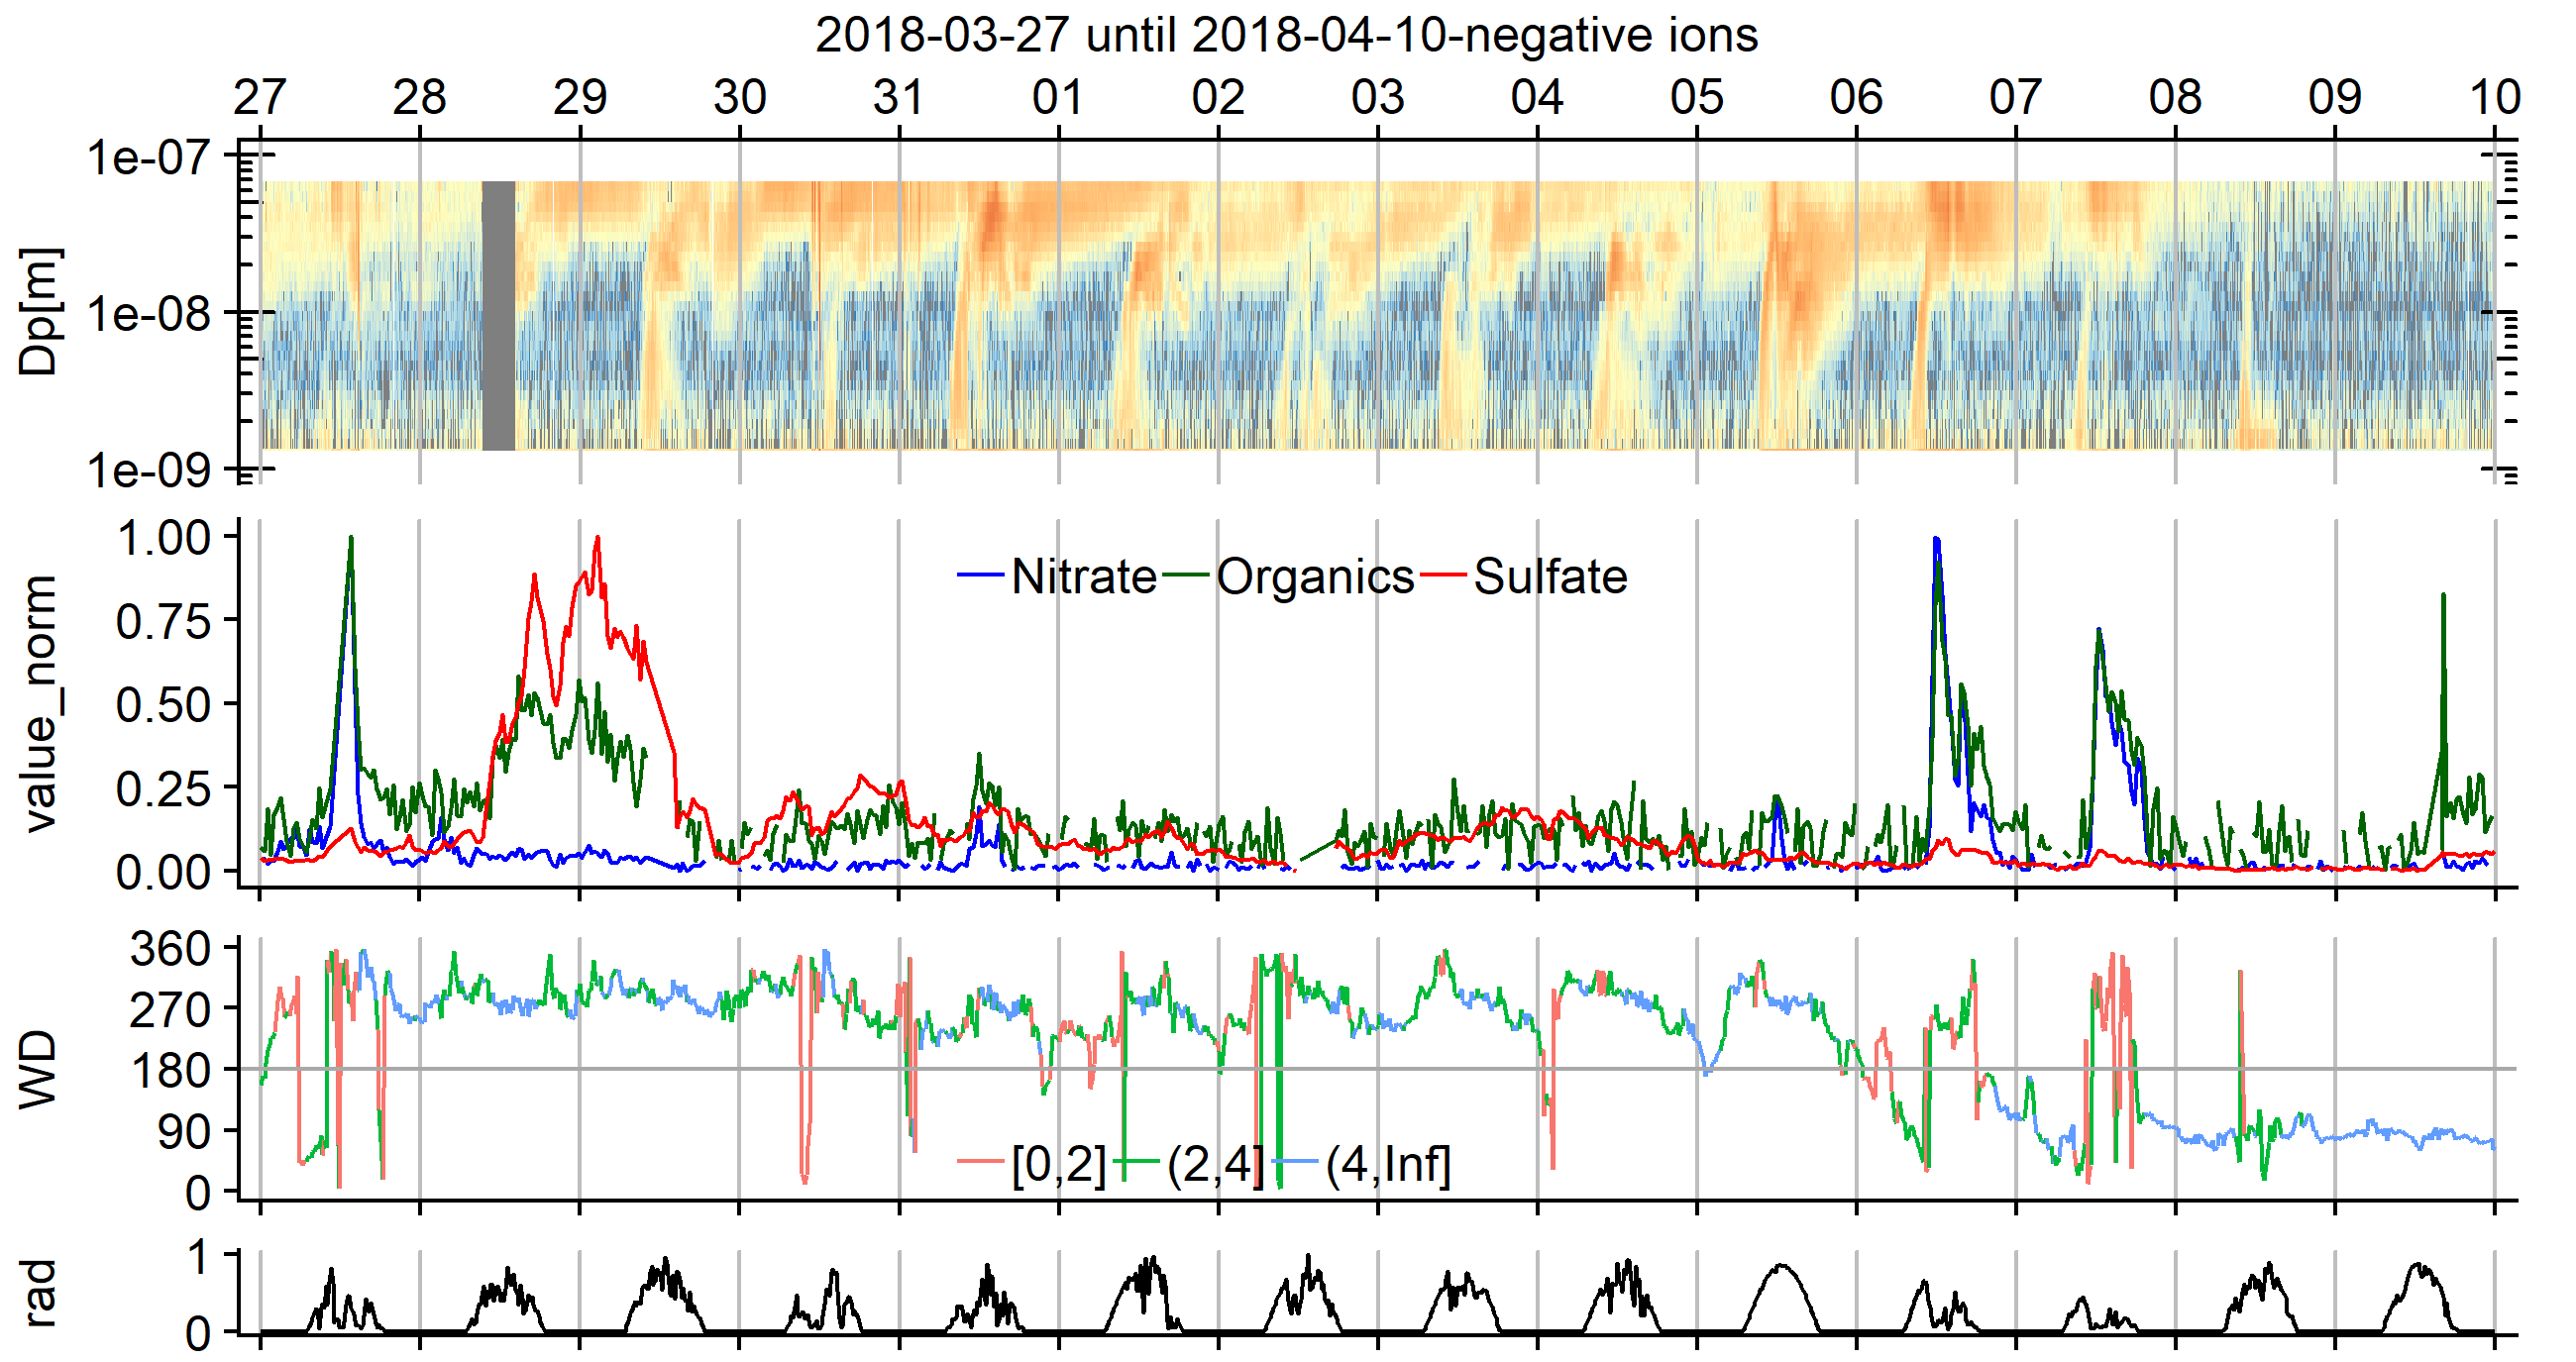 2018-03-27 until 2018-04-10-negative ions
27 28 29 30 31 01 02 03 04 05 06 07 08 09 10
Dp[m]
1e-07
1e-08
1e-09
value_norm
1.00
0.75
0.50
0.25
0.00
Nitrate Organics Sulfate
WD
360
270
180
90
0
[0,2] (2,4] (4,Inf]
rad
1
0